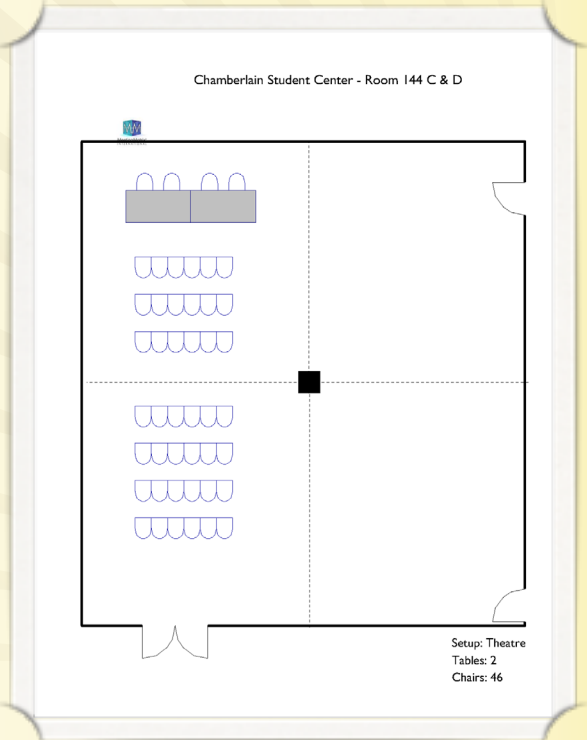 Chamberlain Student Center - Room 144 C & D
Setup: Theatre
Tables: 2
Chairs: 46